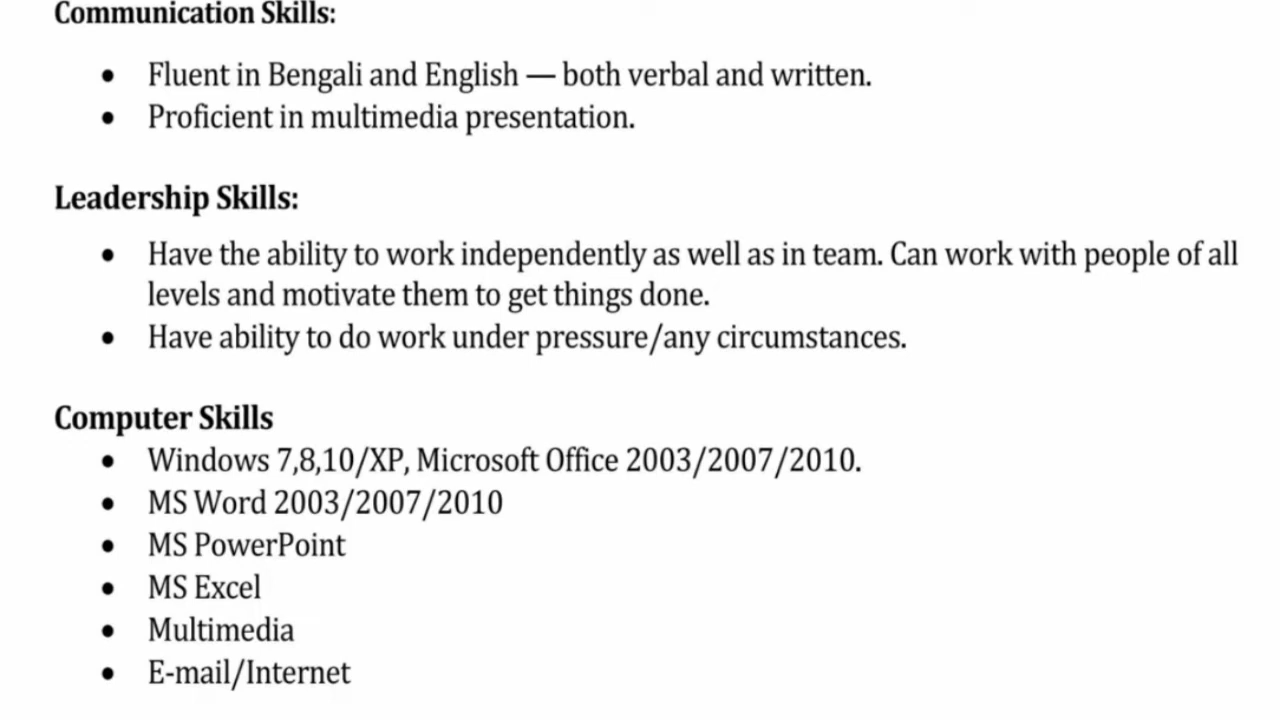 Communication Skills:
• Fluent in Bengali and English — both verbal and written.
• Proficient in multimedia presentation.
Leadership Skills:
• Have the ability to work independently as well as in team. Can work with people of all
levels and motivate them to get things done.
• Have ability to do work under pressure/any circumstances.
Computer Skills
• Windows 7,8,10/XP, Microsoft Office 2003/2007/2010.
• MS Word 2003/2007/2010
• MS PowerPoint
• MS Excel
• Multimedia
• E-mail/Internet